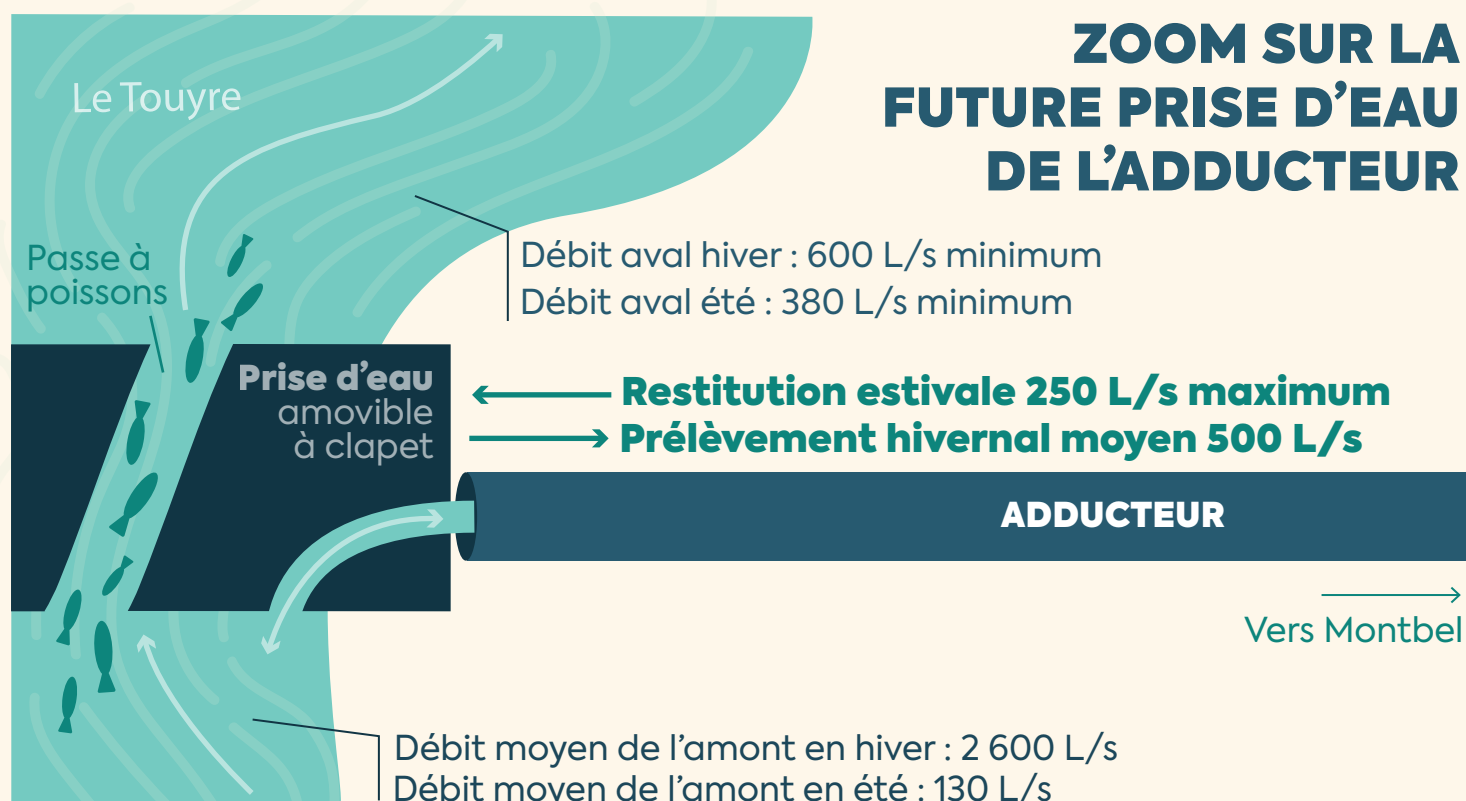 ZOOM SUR LA
FUTURE PRISE D’EAU
DE L’ADDUCTEUR
Le Touyre
Passe à
poissons
Débit aval hiver : 600 L/s minimum
Débit aval été : 380 L/s minimum
Prise d’eau
amovible
à clapet
Restitution estivale 250 L/s maximum
Prélèvement hivernal moyen 500 L/s
ADDUCTEUR
Vers Montbel
Débit moyen de l’amont en hiver : 2 600 L/s
Débit moyen de l’amont en été : 130 L/s